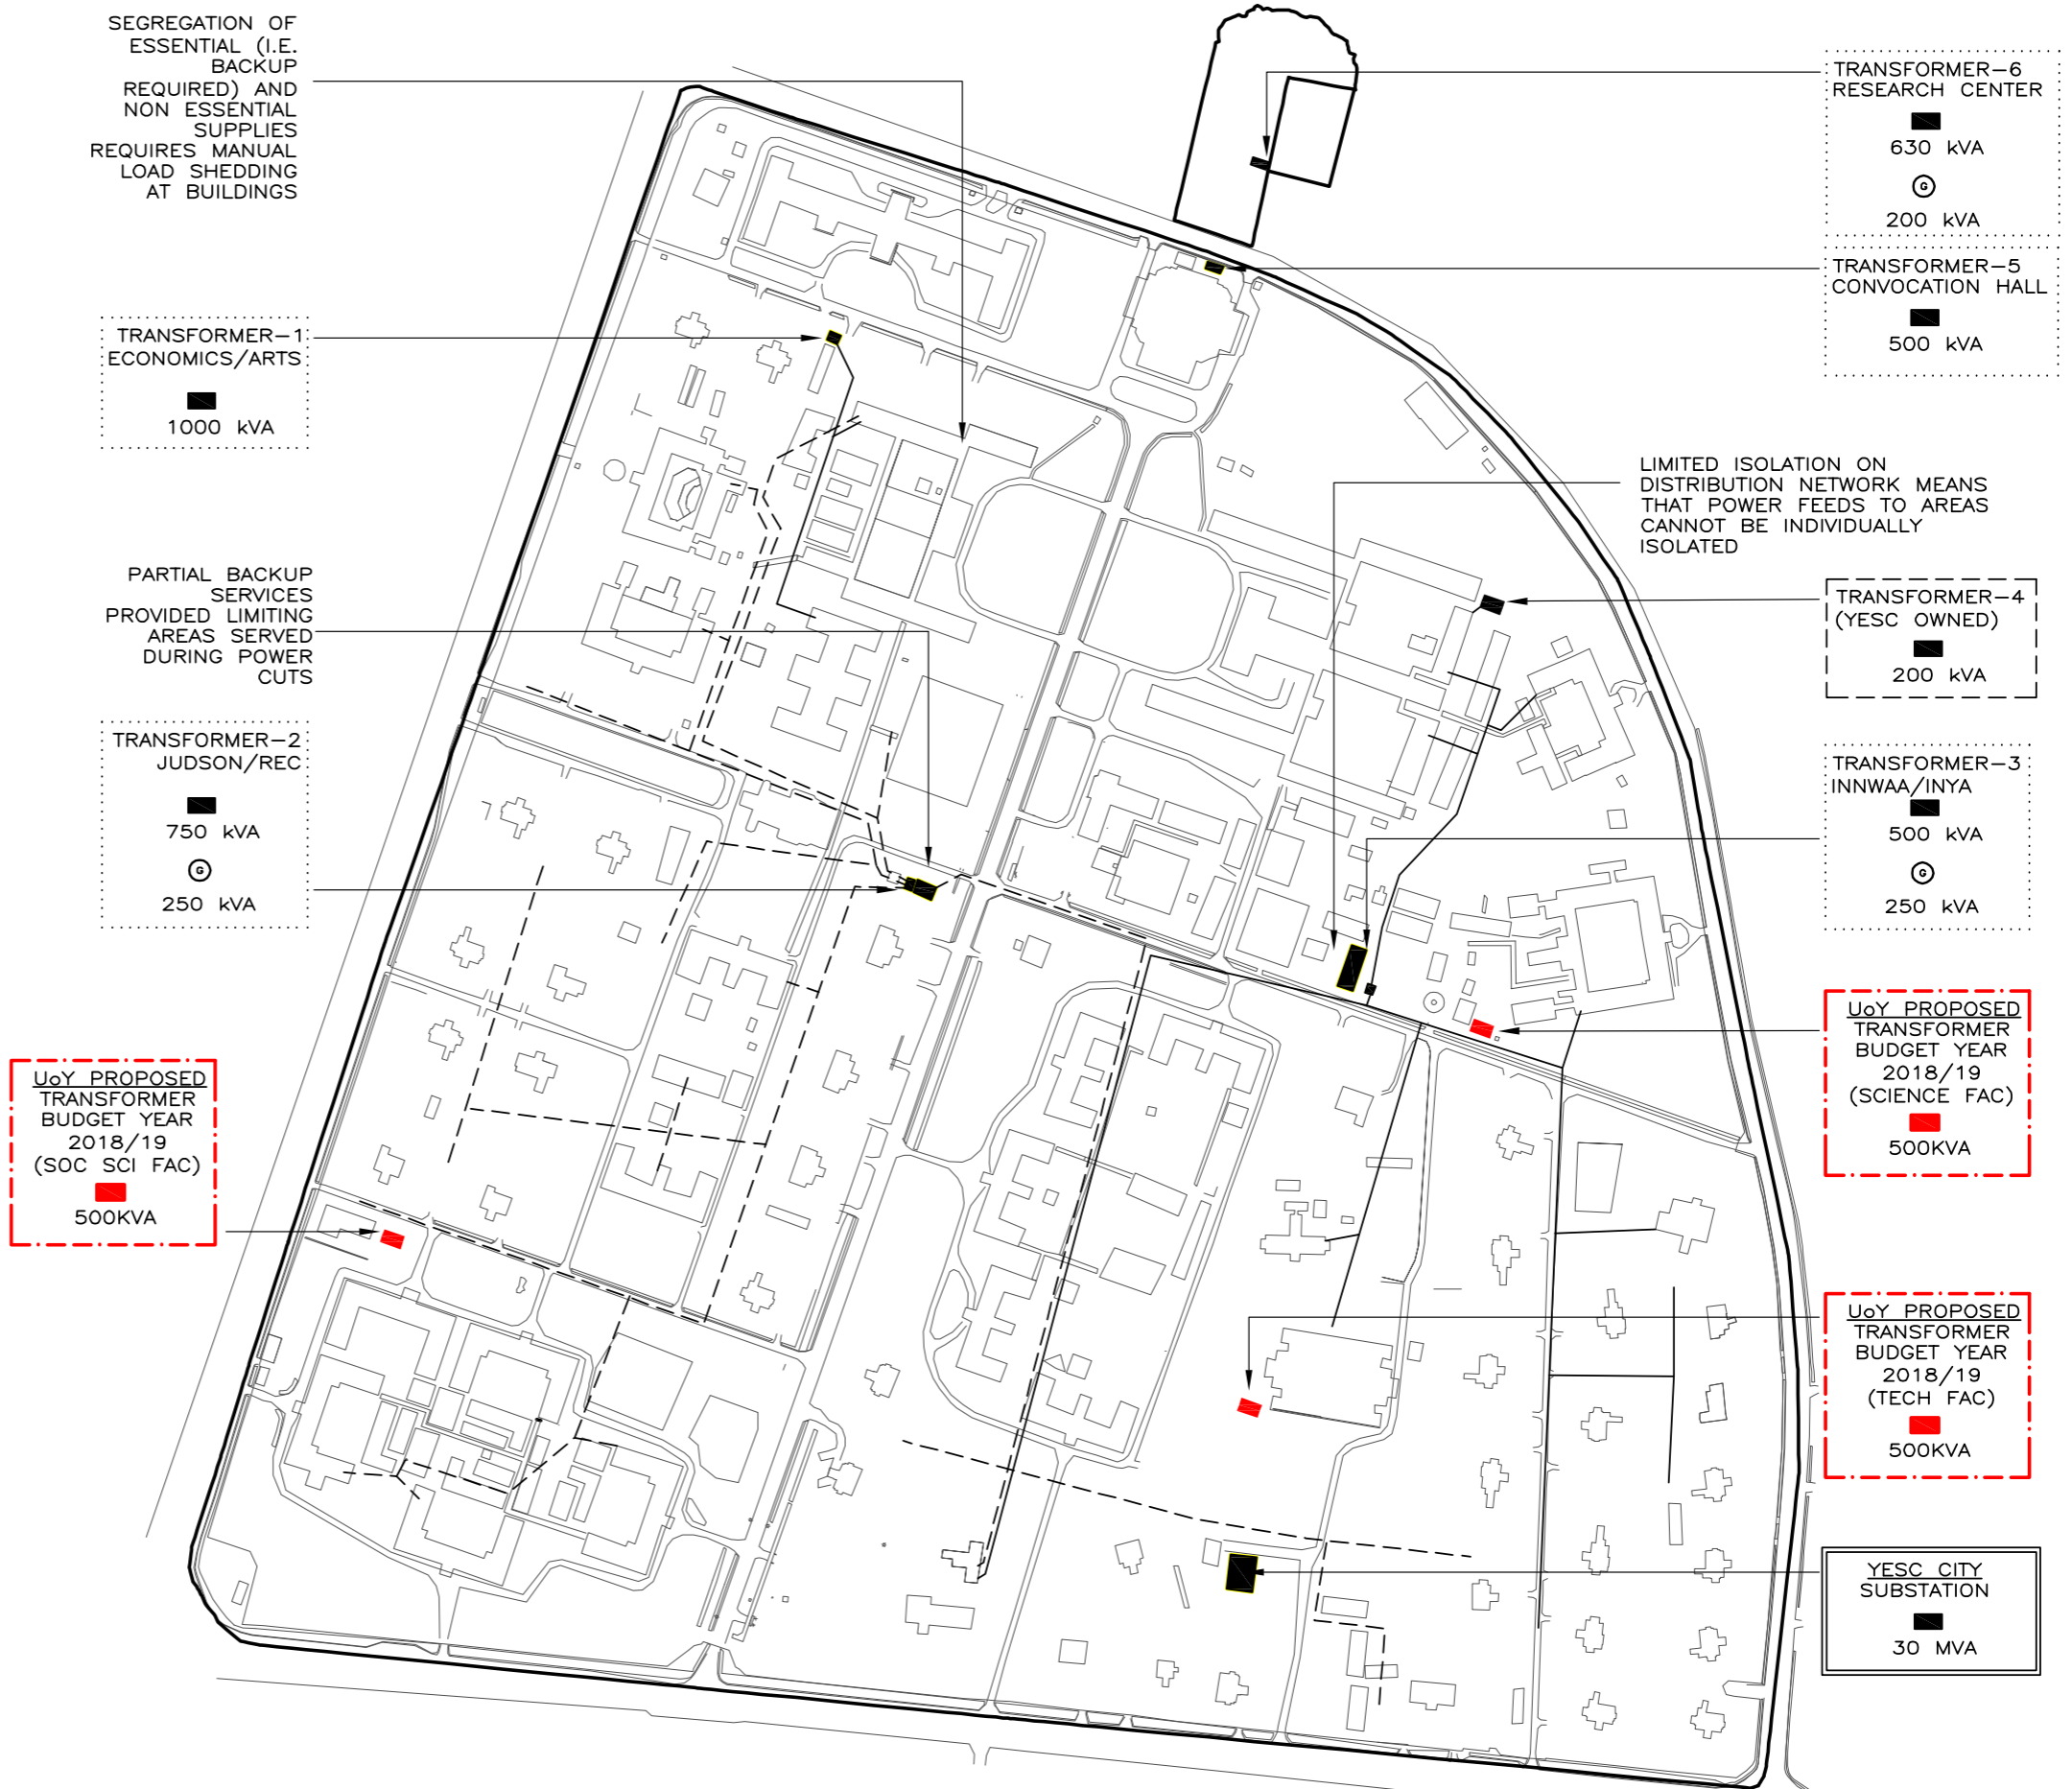 SEGREGATION OF
ESSENTIAL (I.E.
BACKUP
REQUIRED) AND
NON ESSENTIAL
SUPPLIES
REQUIRES MANUAL
LOAD SHEDDING
AT BUILDINGS
TRANSFORMER-1
ECONOMICS/ARTS
1000 kVA
PARTIAL BACKUP
SERVICES
PROVIDED LIMITING
AREAS SERVED
DURING POWER
CUTS
TRANSFORMER-2
JUDSON/REC
750 kVA
G
250 kVA
UoY PROPOSED
TRANSFORMER
BUDGET YEAR
2018/19
(SOC SCI FAC)
500KVA
TRANSFORMER-6
RESEARCH CENTER
630 kVA
G
200 kVA
TRANSFORMER-5
CONVOCATION HALL
500 kVA
LIMITED ISOLATION ON
DISTRIBUTION NETWORK MEANS
THAT POWER FEEDS TO AREAS
CANNOT BE INDIVIDUALLY
ISOLATED
TRANSFORMER-4
(YESC OWNED)
200 kVA
TRANSFORMER-3
INNWAA/INYA
500 kVA
G
250 kVA
UoY PROPOSED
TRANSFORMER
BUDGET YEAR
2018/19
(SCIENCE FAC)
500KVA
UoY PROPOSED
TRANSFORMER
BUDGET YEAR
2018/19
(TECH FAC)
500KVA
YESC CITY
SUBSTATION
30 MVA